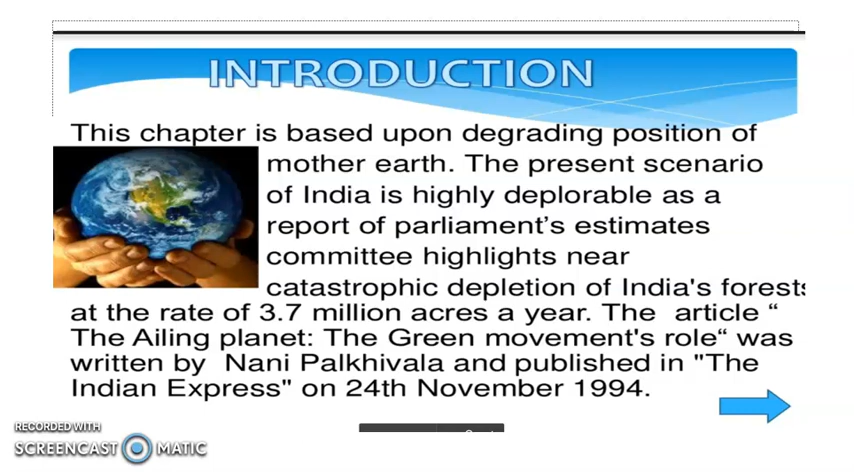 INTRODUCTION
This chapter is based upon degrading position of
mother earth. The present scenario
of India is highly deplorable as a
report of parliament's estimates
committee highlights near
catastrophic depletion of India's forests
at the rate of 3.7 million acres a year. The article “
The Ailing planet: The Green movement's role“ was
written by Nani Palkhivala and published in "The
Indian Express" on 24th November 1994.
RECORDED WITH
SCREENCAST MATIC